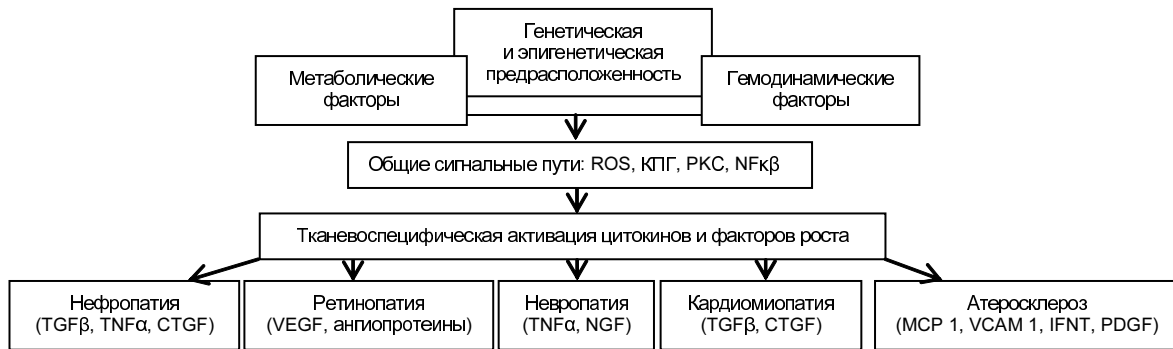 Генетическая
и эпигенетическая
предрасположенность
Метаболические
факторы
Гемодинамические
факторы
Общие сигнальные пути: ROS, КПГ, PKC, NFκβ
Тканевоспецифическая активация цитокинов и факторов роста
Нефропатия
(TGFβ, TNFα, CTGF)
Ретинопатия
(VEGF, ангиопротеины)
Невропатия
(TNFα, NGF)
Кардиомиопатия
(TGFβ, CTGF)
Атеросклероз
(MCP 1, VCAM 1, IFNT, PDGF)